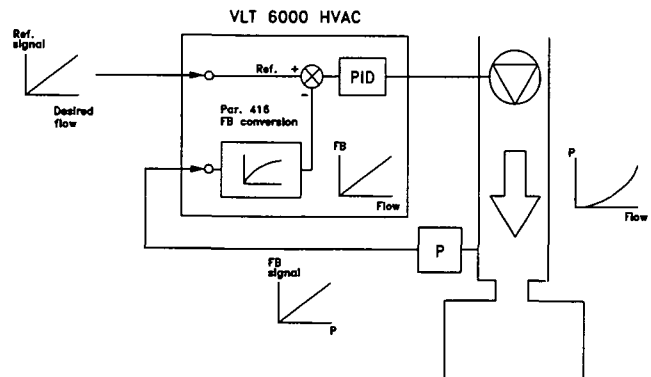 VLT 6000 HVAC
Ref.
signal
Desired
flow
Ref.
+
-
PID
Par. 416
FB conversion
FB
Flow
P
Flow
P
FB
signal
P